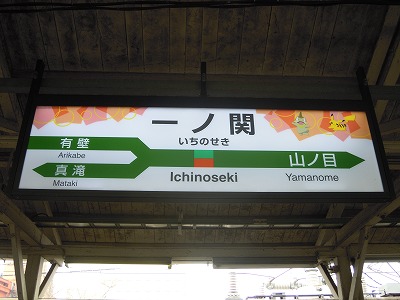 一ノ関
いちのせき
有壁
Arikabe
真滝
Mataki
Ichinoseki
山ノ目
Yamanome